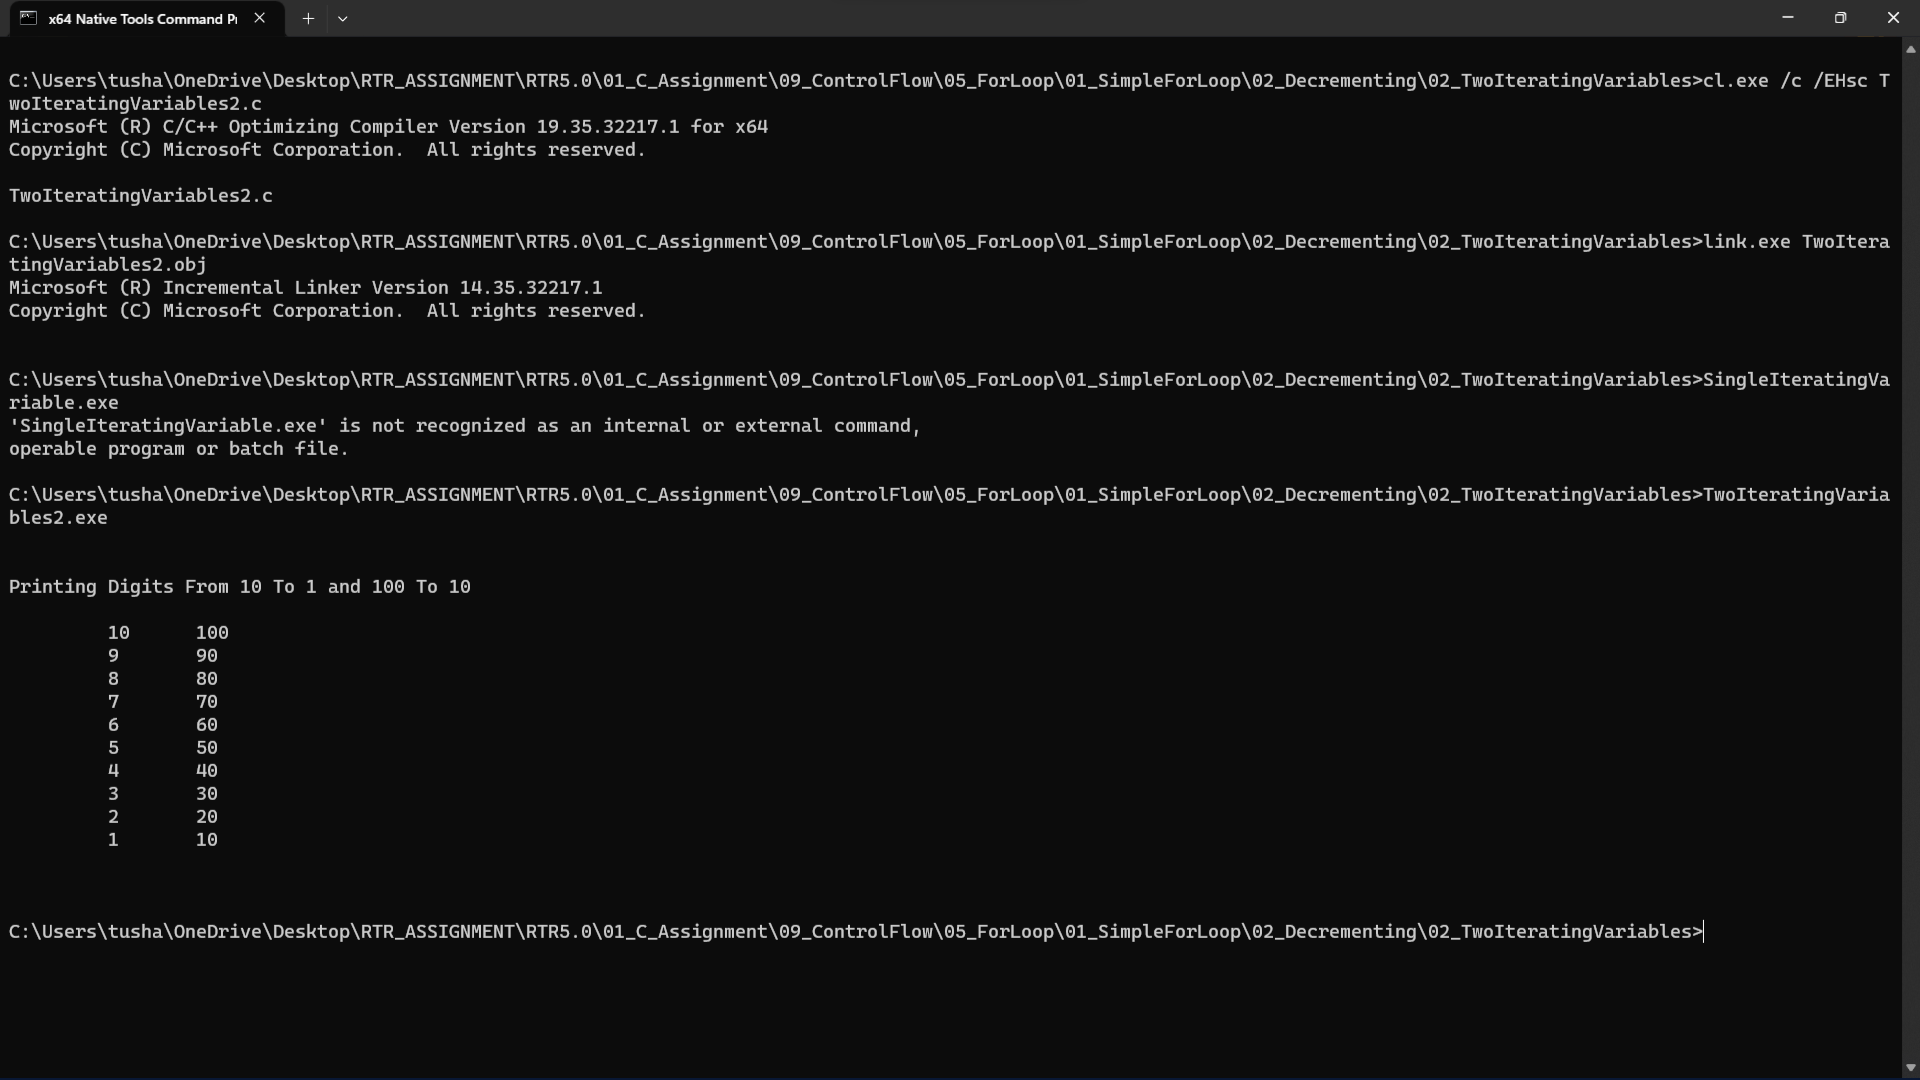 x64 Native Tools Command P
C:\Users\tusha\OneDrive\Desktop\RTR_ASSIGNMENT\RTR5.0\01_C_Assignment\09_ControlFlow\05_ForLoop\01_SimpleForLoop\02_Decrementing\02_TwoIteratingVariables>cl.exe /c /EHsc T
woIteratingVariables2.c
Microsoft (R) C/C++ Optimizing Compiler Version 19.35.32217.1 for x64
Copyright (C) Microsoft Corporation.  All rights reserved.
TwoIteratingVariables2.c
C:\Users\tusha\OneDrive\Desktop\RTR_ASSIGNMENT\RTR5.0\01_C_Assignment\09_ControlFlow\05_ForLoop\01_SimpleForLoop\02_Decrementing\02_TwoIteratingVariables>link.exe TwoItera
tingVariables2.obj
Microsoft (R) Incremental Linker Version 14.35.32217.1
Copyright (C) Microsoft Corporation.  All rights reserved.
C:\Users\tusha\OneDrive\Desktop\RTR_ASSIGNMENT\RTR5.0\01_C_Assignment\09_ControlFlow\05_ForLoop\01_SimpleForLoop\02_Decrementing\02_TwoIteratingVariables>SingleIteratingVa
riable.exe
'SingleIteratingVariable.exe' is not recognized as an internal or external command,
operable program or batch file.
C:\Users\tusha\OneDrive\Desktop\RTR_ASSIGNMENT\RTR5.0\01_C_Assignment\09_ControlFlow\05_ForLoop\01_SimpleForLoop\02_Decrementing\02_TwoIteratingVariables>TwoIteratingVaria
bles2.exe
Printing Digits From 10 To 1 and 100 To 10
10 100
9 90
8 80
7 70
6 60
5 50
4 40
3 30
2 20
1 10
C:\Users\tusha\OneDrive\Desktop\RTR_ASSIGNMENT\RTR5.0\01_C_Assignment\09_ControlFlow\05_ForLoop\01_SimpleForLoop\02_Decrementing\02_TwoIteratingVariables>